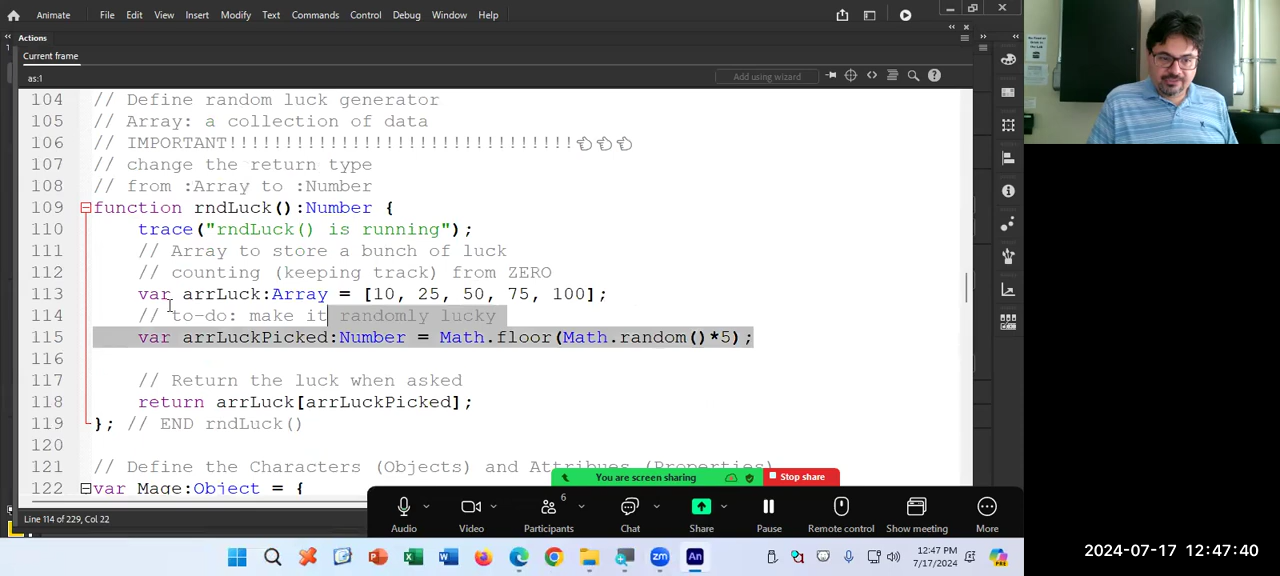 Animate File Edit View Insert Modify Text Commands Control Debug Window Help
Actions
Current frame
as:1 Add using wizard
104 // Define random luck generator
105 // Array: a collection of data
106 // IMPORTANT!!!!!!!!!!!!!!!!!!!!!!!!!!!!!!!👈👈👈
107 // change the return type
108 // from :Array to :Number
109 function rndLuck():Number {
110 trace("rndLuck() is running");
111 // Array to store a bunch of luck
112 // counting (keeping track) from ZERO
113 var arrLuck:Array = [10, 25, 50, 75, 100];
114 // to-do: make it randomly lucky
115 var arrLuckPicked:Number = Math.floor(Math.random()*5);
116
117 // Return the luck when asked
118 return arrLuck[arrLuckPicked];
119 }; // END rndLuck()
120
121 // Define the Characters (Objects) and Attribues (Properties)
122 var Mage:Object = {
You are screen sharing Stop share
6
Audio Video Participants Chat Share Pause Remote control Show meeting More
Line 114 of 229, Col 22
An
12:47 PM
7/17/2024
2024-07-17 12:47:40